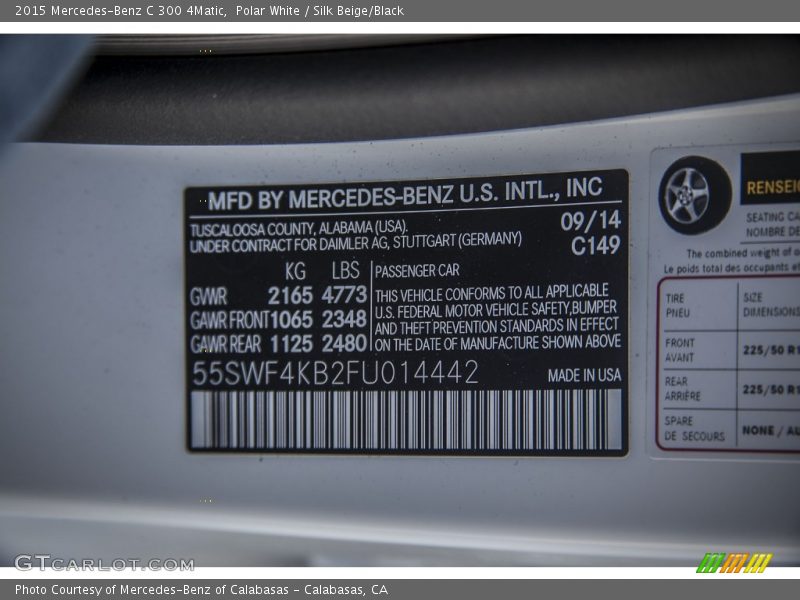 2015 Mercedes-Benz C 300 4Matic,  Polar White / Silk Beige/Black
MFD BY MERCEDES-BENZ U.S. INTL., INC
TUSCALOOSA COUNTY, ALABAMA (USA). 09/14
UNDER CONTRACT FOR DAIMLER AG, STUTTGART (GERMANY) C149
KG LBS PASSENGER CAR
GWR 2165 4773
GAWR FRONT 1065 2348
GAWR REAR 1125 2480
THIS VEHICLE CONFORMS TO ALL APPLICABLE
U.S. FEDERAL MOTOR VEHICLE SAFETY,BUMPER
AND THEFT PREVENTION STANDARDS IN EFFECT
ON THE DATE OF MANUFACTURE SHOWN ABOVE
55SWF4KB2FU014442 MADE IN USA
RENSEI
SEATING CA
NOMBRE DE
The combined weight of o
Le poids total des occupants et
TIRE SIZE
PNEU DIMENSIONS
FRONT
AVANT 225/50 R1
REAR
ARRIÈRE 225/50 R1
SPARE
DE SECOURS NONE / AU
GTCARLOT.COM
Photo Courtesy of Mercedes-Benz of Calabasas - Calabasas, CA